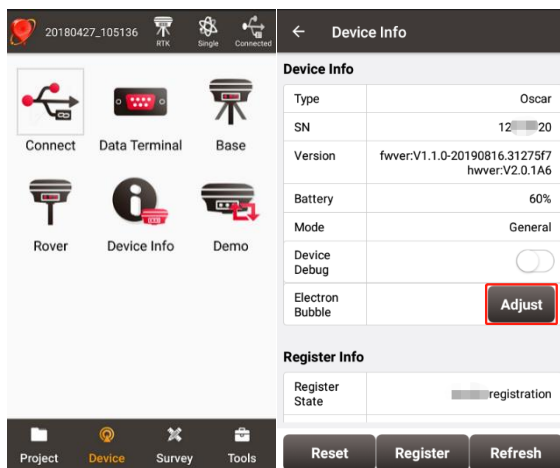 20180427_105136
RTK
Single
Connected
Connect
Data Terminal
Base
Rover
Device Info
Demo
Project
Device
Survey
Tools
Device Info
Device Info
Type
Oscar
SN
12 20
Version
fwver:V1.1.0-20190816.31275f7
hwver:V2.0.1A6
Battery
60%
Mode
General
Device
Debug
Electron
Bubble
Adjust
Register Info
Register
State
registration
Reset
Register
Refresh